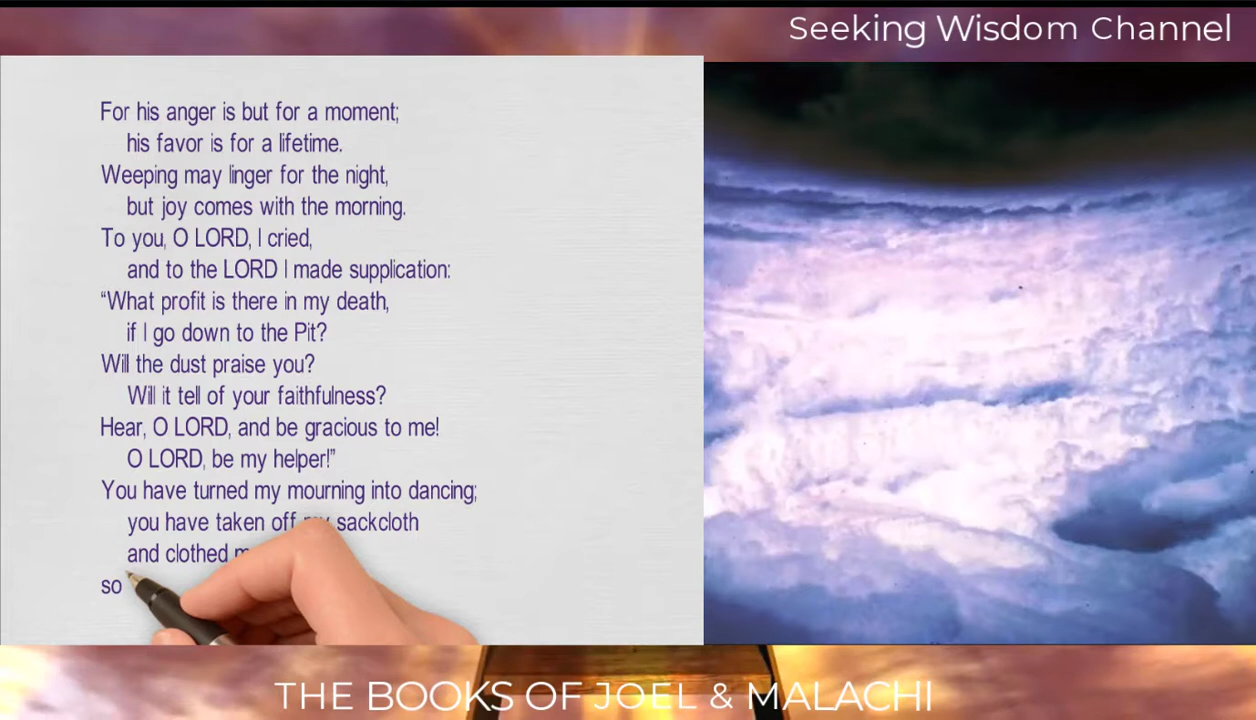 Seeking Wisdom Channel
For his anger is but for a moment;
his favor is for a lifetime.
Weeping may linger for the night,
but joy comes with the morning.
To you, O LORD, I cried,
and to the LORD I made supplication:
“What profit is there in my death,
if I go down to the Pit?
Will the dust praise you?
Will it tell of your faithfulness?
Hear, O LORD, and be gracious to me!
O LORD, be my helper!”
You have turned my mourning into dancing;
you have taken off my sackcloth
and clothed
so
THE BOOKS OF JOEL & MALACHI